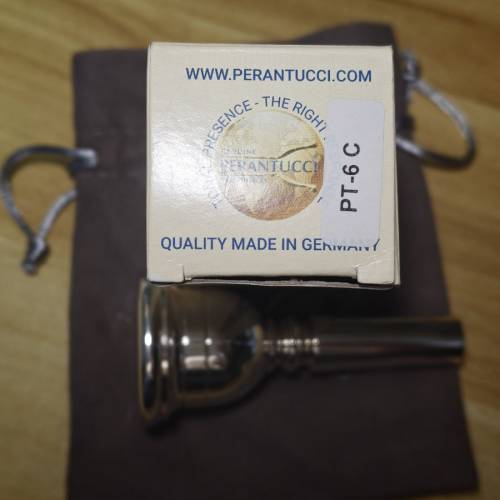 WWW.PERANTUCCI.COM
PRESENCE - THE RIGHT
PERANTUCCI
PT-6 C
QUALITY MADE IN GERMANY